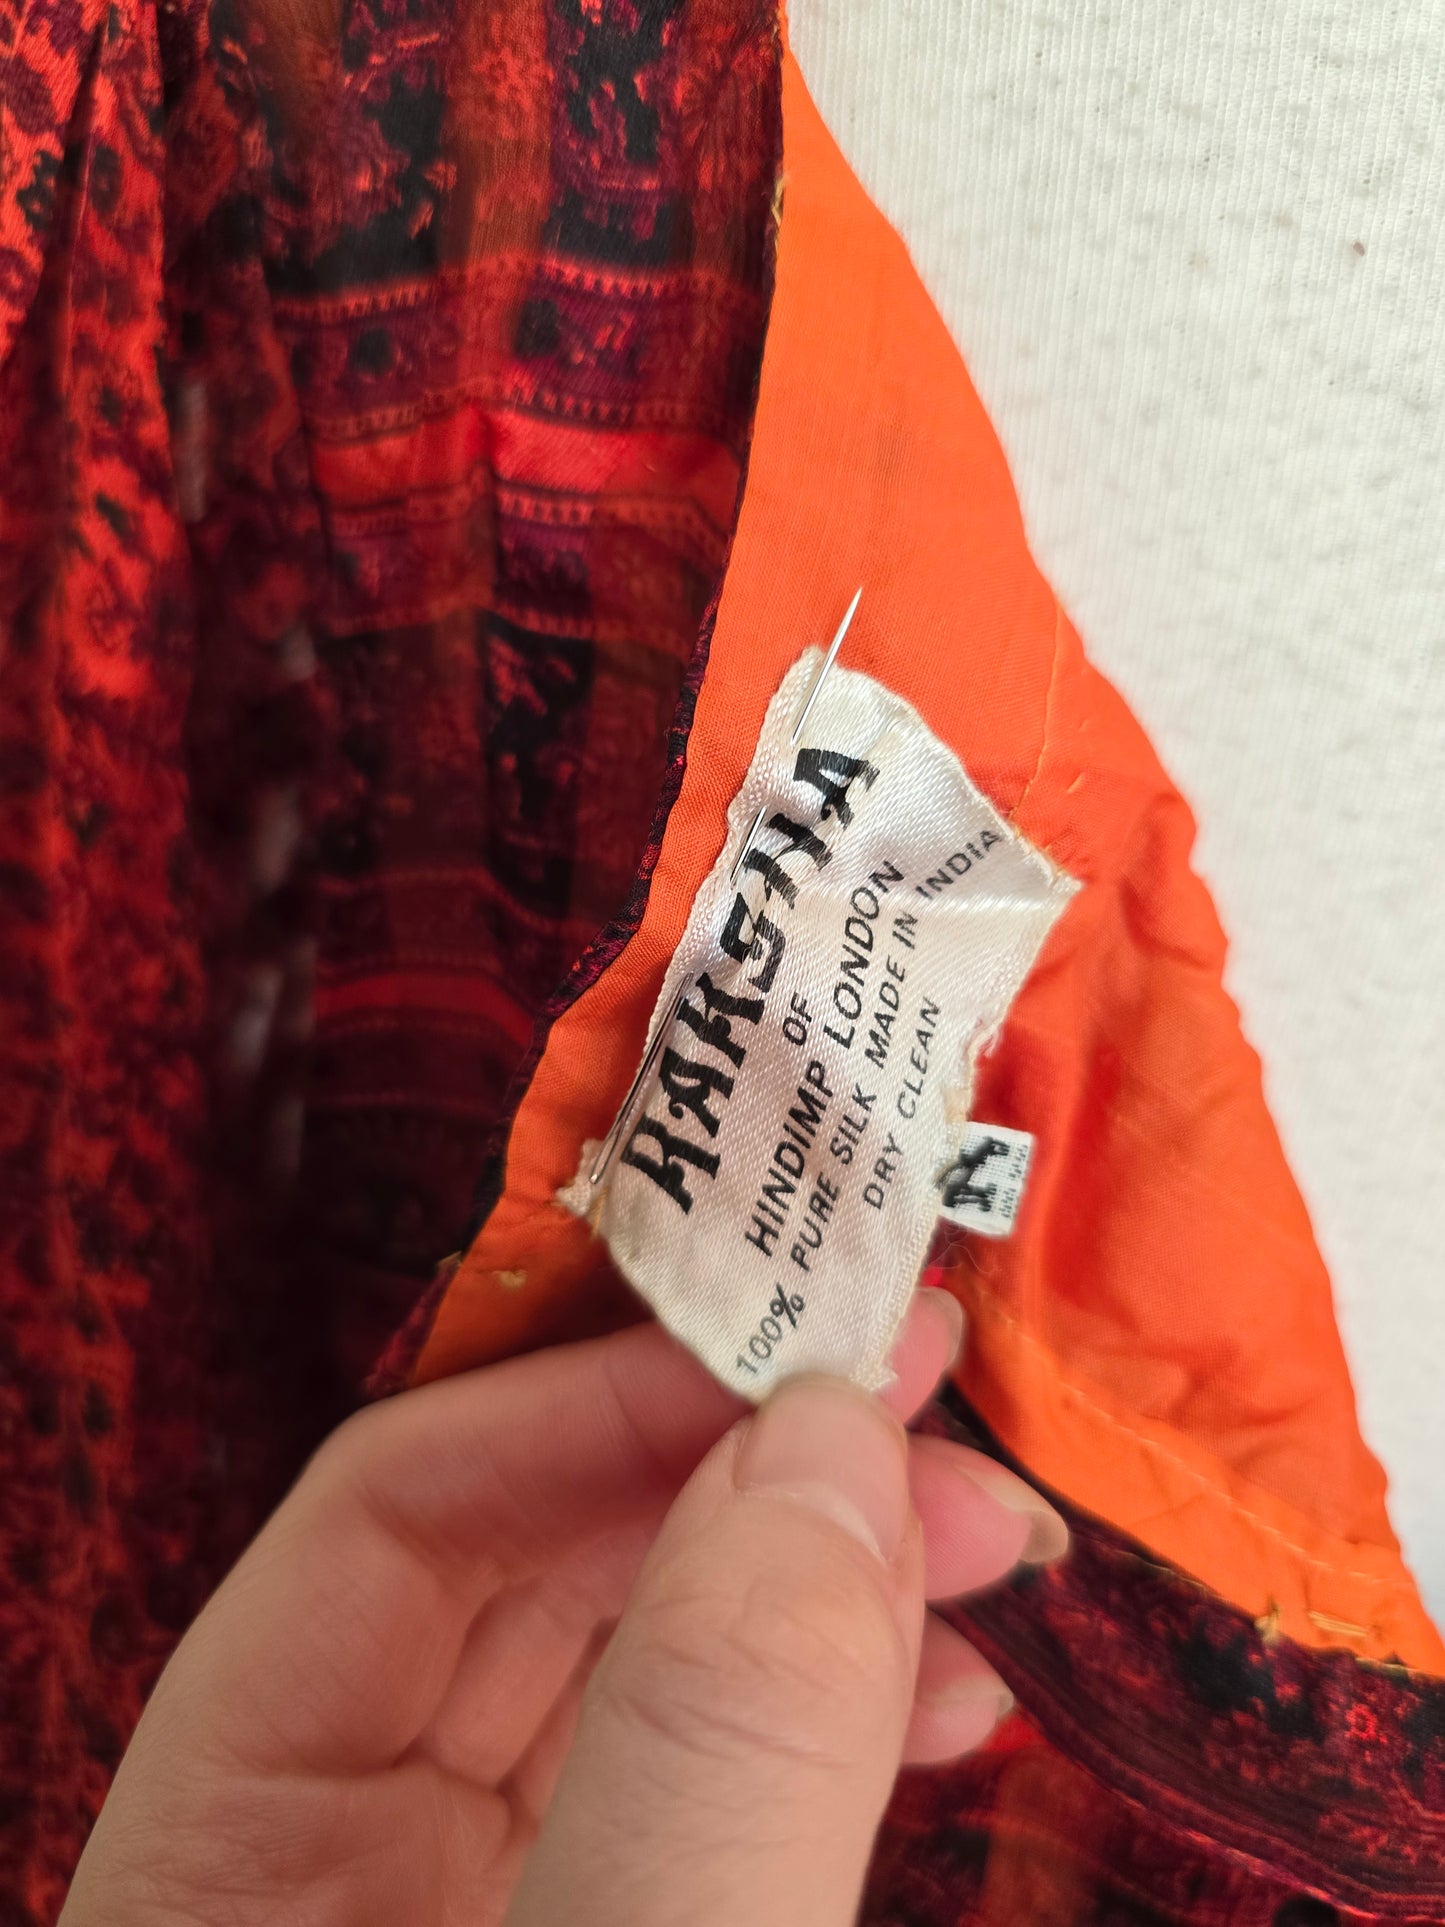 RAKSHA
OF
HINDIMP LONDON
100% PURE SILK MADE IN INDIA
DRY CLEAN